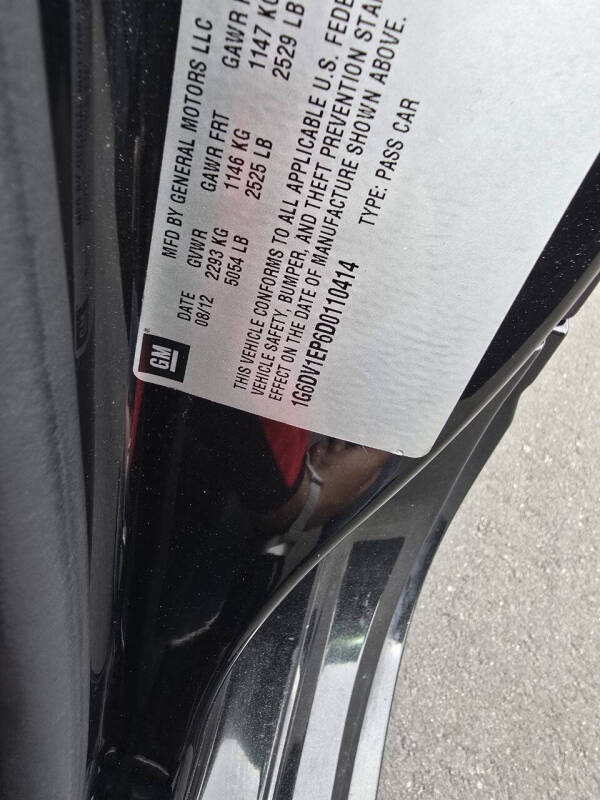 GM
MFD BY GENERAL MOTORS LLC
DATE GVWR GAWR FRT GAWR
08/12 2293 KG 1146 KG 1147 KG
5054 LB 2525 LB 2529 LB
THIS VEHICLE CONFORMS TO ALL APPLICABLE U.S.
VEHICLE SAFETY, BUMPER, AND THEFT PREVENTION
EFFECT ON THE DATE OF MANUFACTURE SHOWN ABOVE.
1G6DV1EP6D0110414 TYPE: PASS CAR